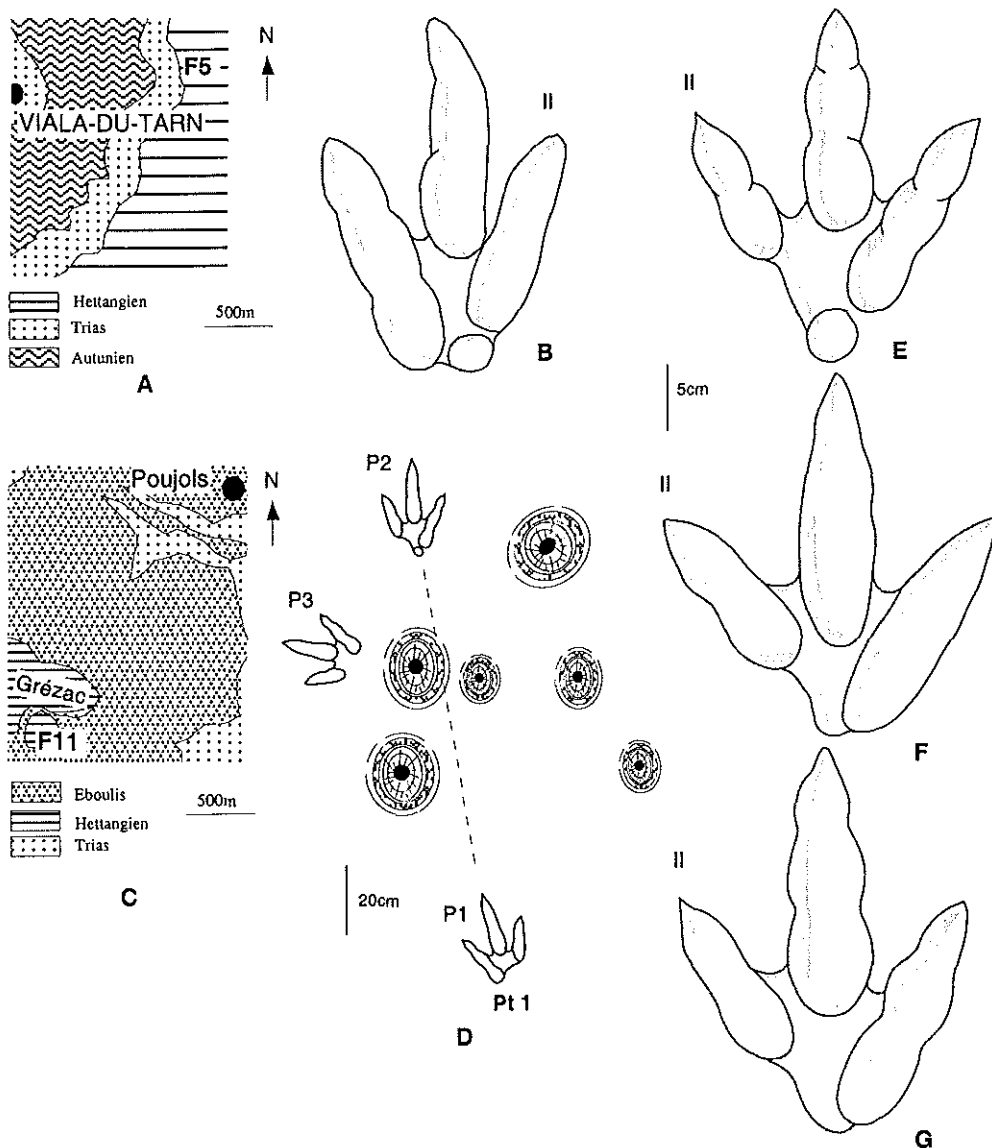 N
F5
VIALA-DU-TARN
Hettangien
Trias
500m
Autunien
A
II
B
II
E
5cm
Poujols
N
Grézac
F11
Eboulis
Hettangien
500m
Trias
C
P2
P3
20cm
P1
Pt 1
D
II
F
II
G